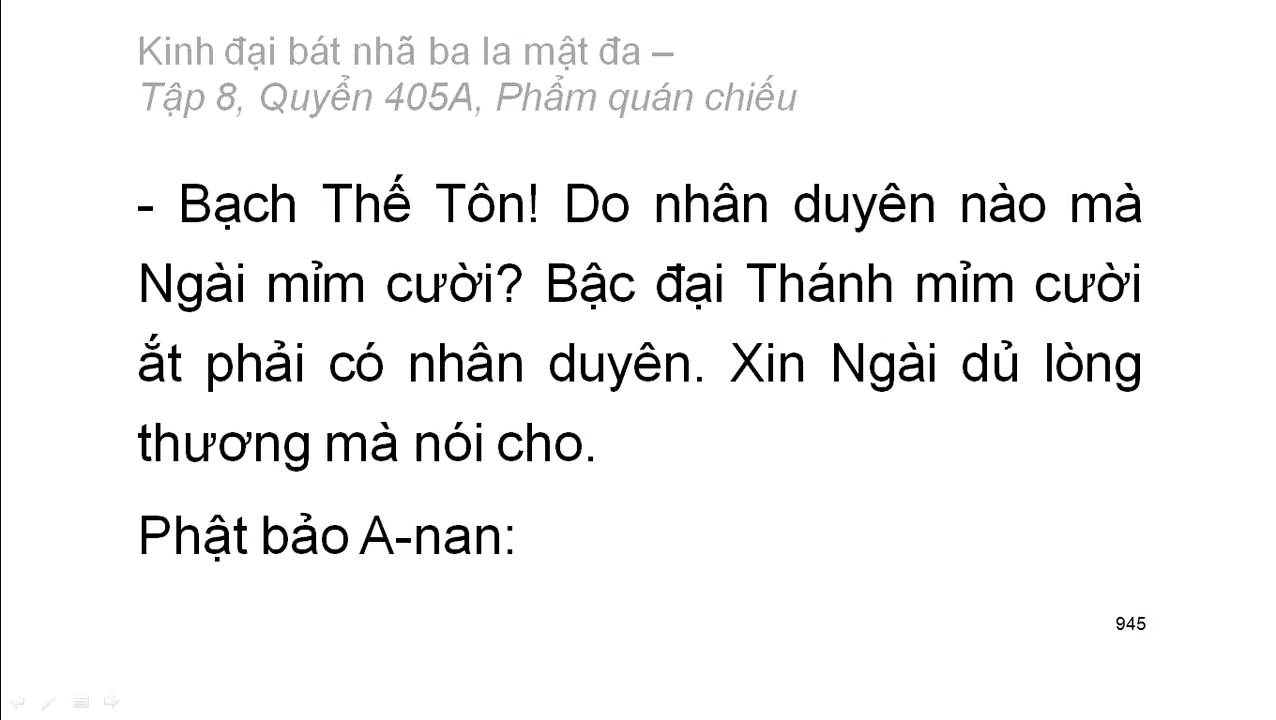 Kinh đại bát nhã ba la mật đa –
Tập 8, Quyển 405A, Phẩm quán chiếu
- Bạch Thế Tôn! Do nhân duyên nào mà
Ngài mỉm cười? Bậc đại Thánh mỉm cười
ắt phải có nhân duyên. Xin Ngài dủ lòng
thương mà nói cho.
Phật bảo A-nan:
945